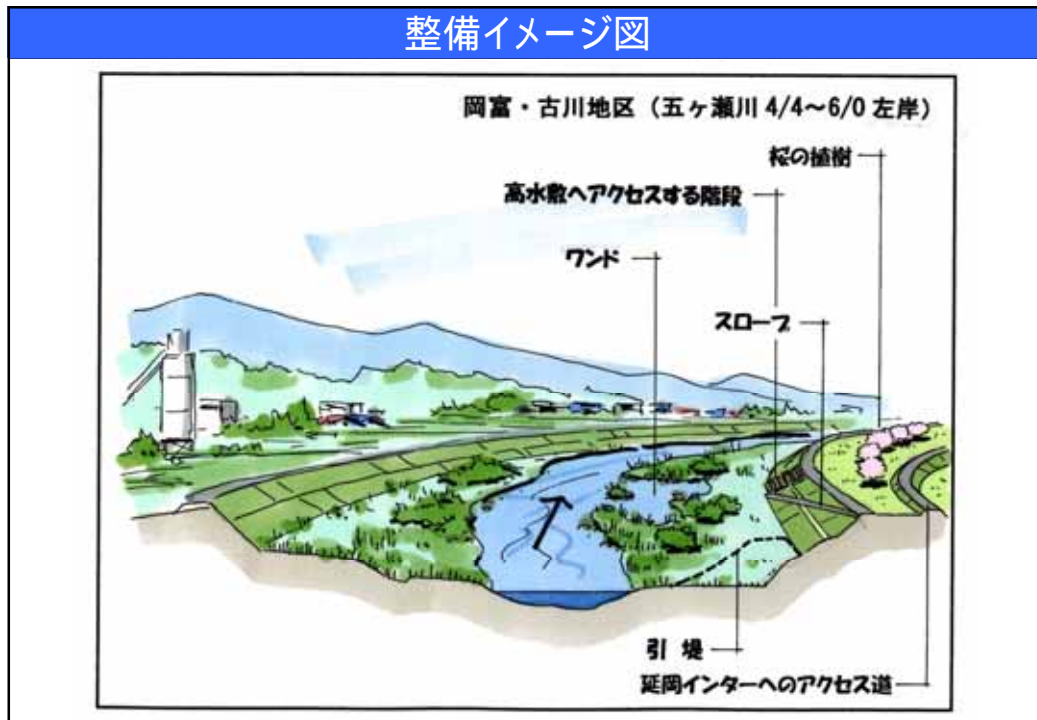 整備イメージ図
岡富・古川地区（五ヶ瀬川 4/4～6/0 左岸）
桜の植樹
高水敷へアクセスする階段
ワンド
スロープ
引 堤
延岡インターへのアクセス道